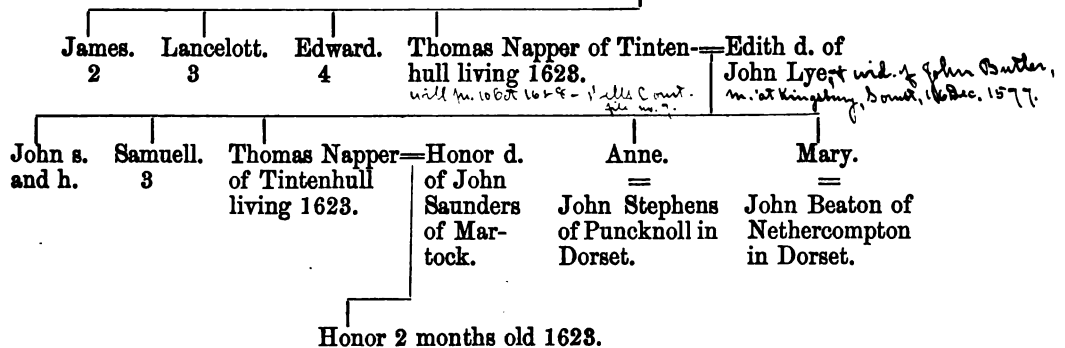 James.
2
Lancelott.
3
Edward.
4
Thomas Napper of Tinten-
hull living 1623.
will
Edith d. of
John Lye, & wid. of John Butler,
m. at Kingsbury, Somst, 16 Dec. 1577.
John s.
and h.
Samuell.
3
Thomas Napper
of Tintenhull
living 1623.
Honor d.
of John
Saunders
of Mar-
tock.
Anne.
=
John Stephens
of Puncknoll in
Dorset.
Mary.
=
John Beaton of
Nethercompton
in Dorset.
Honor 2 months old 1623.